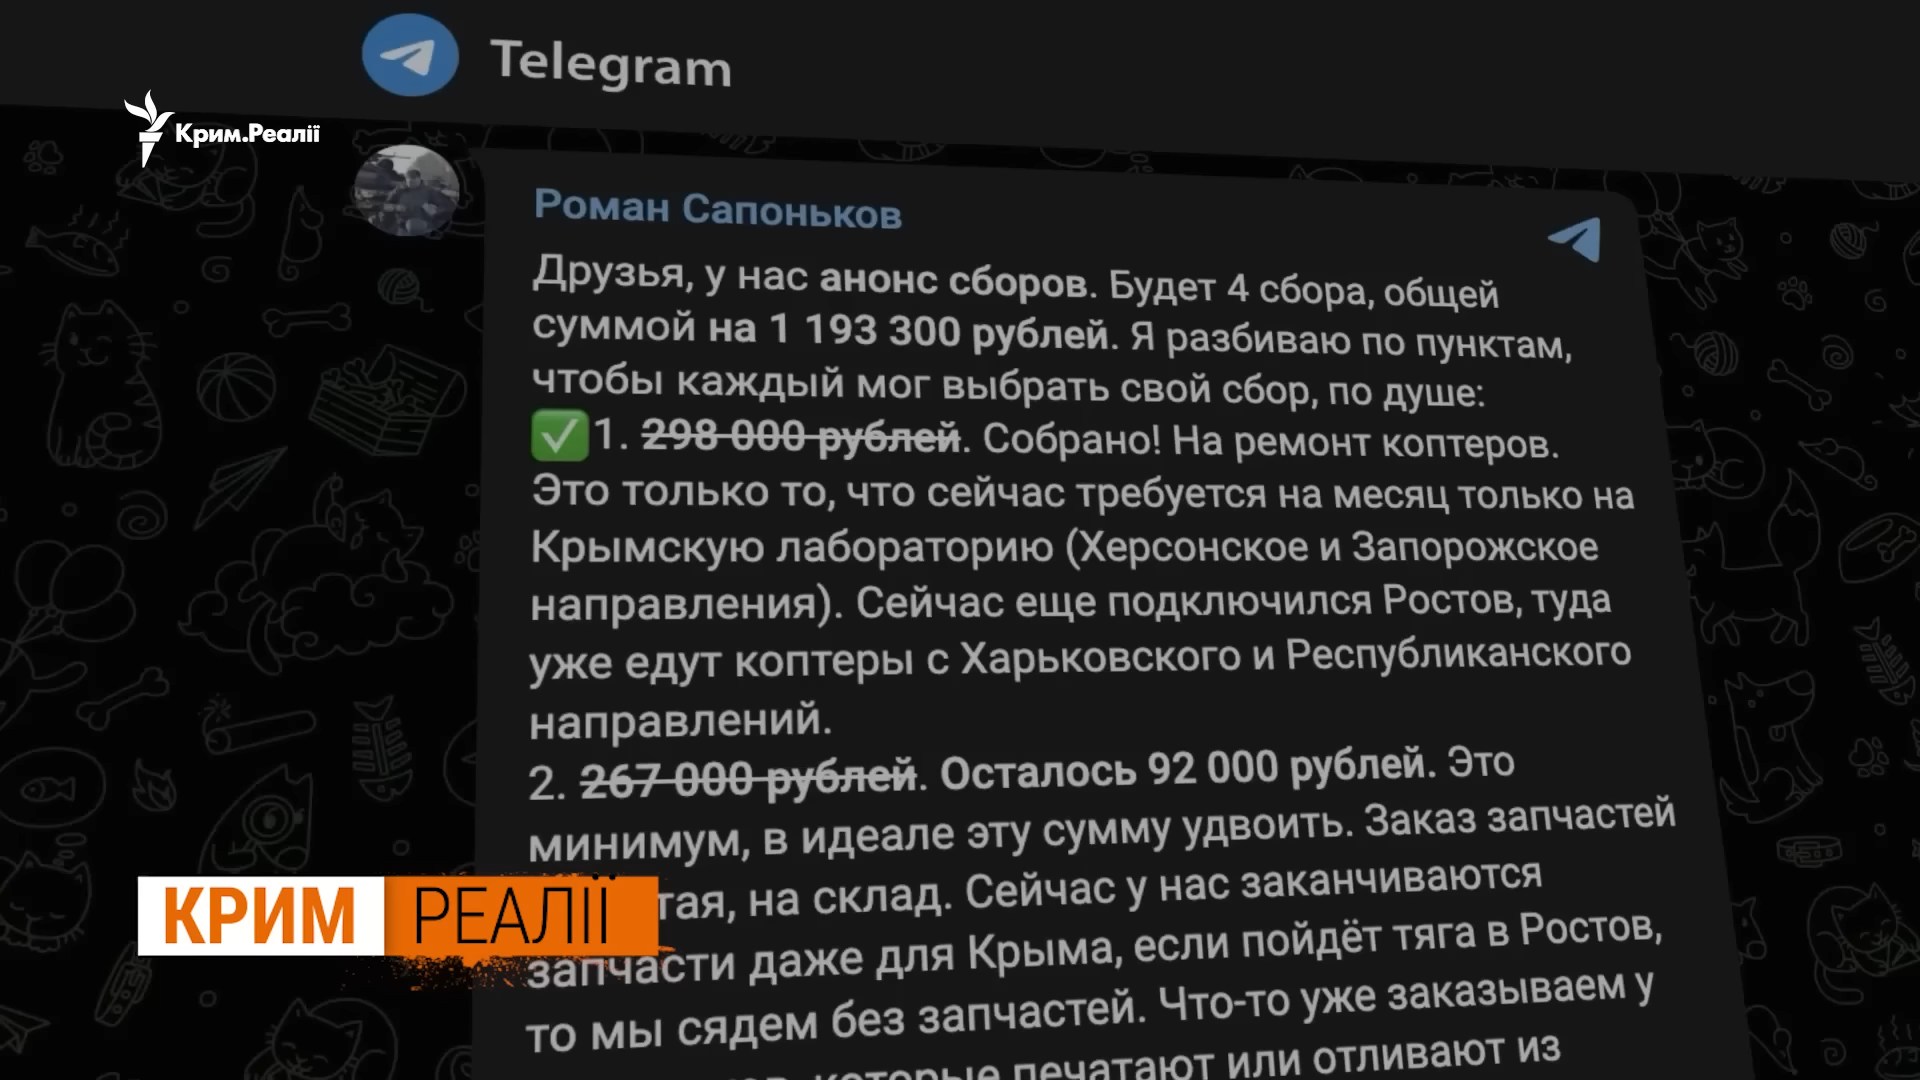 Telegram
Крим.Реалії
Роман Сапоньков
Друзья, у нас анонс сборов. Будет 4 сбора, общей
суммой на 1 193 300 рублей. Я разбиваю по пунктам,
чтобы каждый мог выбрать свой сбор, по душе:
✅1. 298 000 рублей. Собрано! На ремонт коптеров.
Это только то, что сейчас требуется на месяц только на
Крымскую лабораторию (Херсонское и Запорожское
направления). Сейчас еще подключился Ростов, туда
уже едут коптеры с Харьковского и Республиканского
направлений.
2. 267 000 рублей. Осталось 92 000 рублей. Это
минимум, в идеале эту сумму удвоить. Заказ запчастей
на склад. Сейчас у нас заканчиваются
запчасти даже для Крыма, если пойдёт тяга в Ростов,
то мы сядем без запчастей. Что-то уже заказываем у
которые печатают или отливают из
КРИМ РЕАЛІЇ